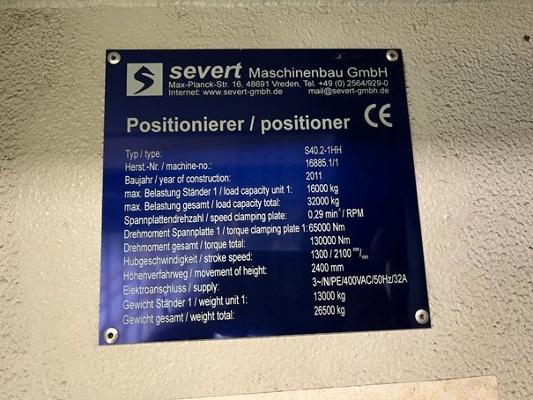 severt Maschinenbau GmbH
Max-Planck-Str. 16, 48691 Vreden, Tel. +49 (0) 2564/929-0
Internet: www.severt-gmbh.de mail@severt-gmbh.de
Positionierer / positioner CE
Typ / type: S40.2-1HH
Herst.-Nr. / machine-no.: 16885.1/1
Baujahr / year of construction: 2011
max. Belastung Ständer 1 / load capacity unit 1: 16000 kg
max. Belastung gesamt / load capacity total: 32000 kg
Spannplattendrehzahl / speed clamping plate: 0,29 min⁻¹ / RPM
Drehmoment Spannplatte 1 / torque clamping plate 1: 65000 Nm
Drehmoment gesamt / torque total: 130000 Nm
Hubgeschwindigkeit / stroke speed: 1300 / 2100 mm/min
Höhenverfahrweg / movement of height: 2400 mm
Elektroanschluss / supply: 3~/N/PE/400VAC/50Hz/32A
Gewicht Ständer 1 / weight unit 1: 13000 kg
Gewicht gesamt / weight total: 26500 kg